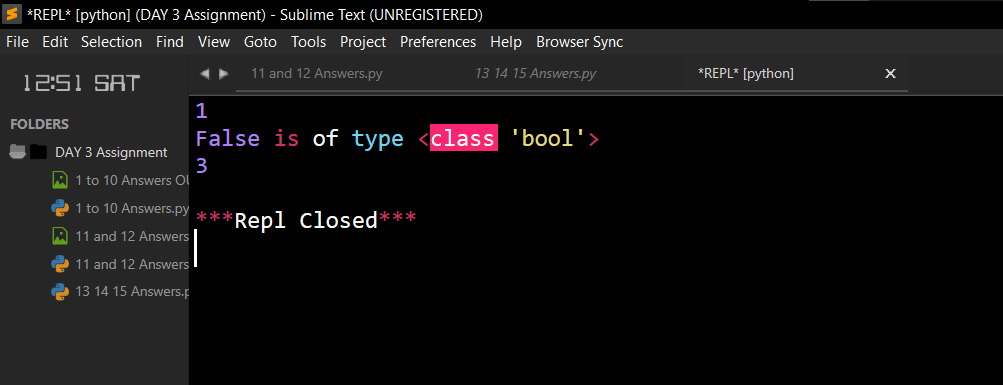 *REPL* [python] (DAY 3 Assignment) - Sublime Text (UNREGISTERED)
File Edit Selection Find View Goto Tools Project Preferences Help Browser Sync
12:51 SAT
11 and 12 Answers.py 13 14 15 Answers.py *REPL* [python]
FOLDERS
DAY 3 Assignment
1 to 10 Answers OU
1 to 10 Answers.py
11 and 12 Answers
11 and 12 Answers
13 14 15 Answers.p
1
False is of type <class 'bool'>
3
***Repl Closed***